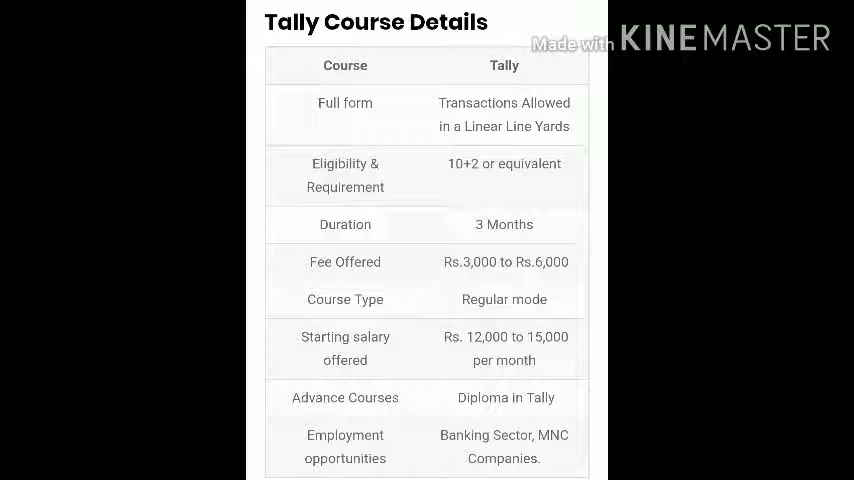 Tally Course Details
Made with KINEMASTER
Course Tally
Full form Transactions Allowed
in a Linear Line Yards
Eligibility & 10+2 or equivalent
Requirement
Duration 3 Months
Fee Offered Rs.3,000 to Rs.6,000
Course Type Regular mode
Starting salary Rs. 12,000 to 15,000
offered per month
Advance Courses Diploma in Tally
Employment Banking Sector, MNC
opportunities Companies.